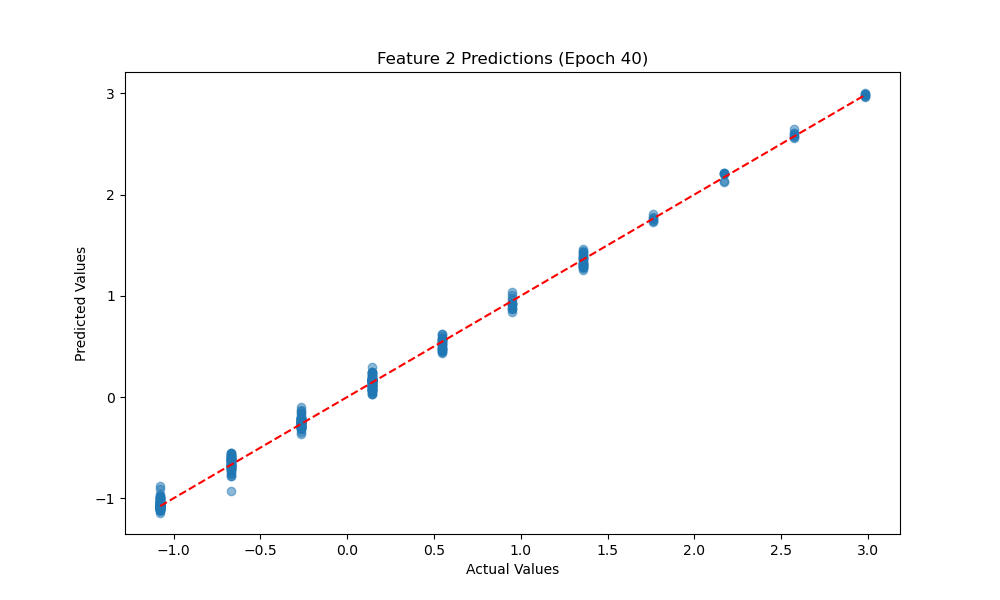 Feature 2 Predictions (Epoch 40)
Predicted Values
3
2
1
0
−1
−1.0 −0.5 0.0 0.5 1.0 1.5 2.0 2.5 3.0
Actual Values